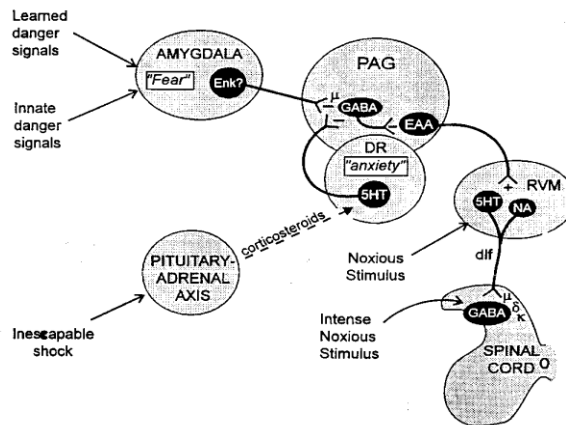 Learned
danger
signals
Innate
danger
signals
AMYGDALA
"Fear"
Enk?
PAG
μ
GABA
EAA
DR
"anxiety"
5HT
corticosteroids
PITUITARY-
ADRENAL
AXIS
Inescapable
shock
RVM
+
5HT
NA
Noxious
Stimulus
dlf
Intense
Noxious
Stimulus
μ
δ
κ
GABA
SPINAL
CORD